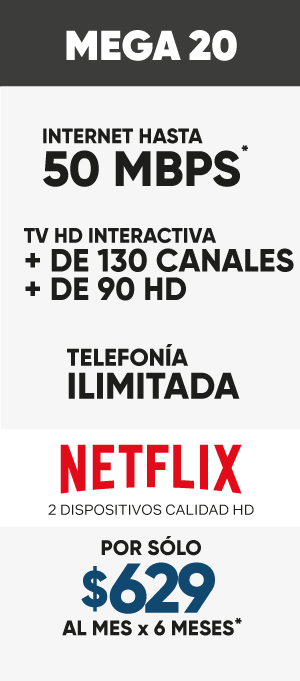 MEGA 20
INTERNET HASTA
50 MBPS*
TV HD INTERACTIVA
+ DE 130 CANALES
+ DE 90 HD
TELEFONÍA
ILIMITADA
NETFLIX
2 DISPOSITIVOS CALIDAD HD
POR SÓLO
$629
AL MES x 6 MESES*